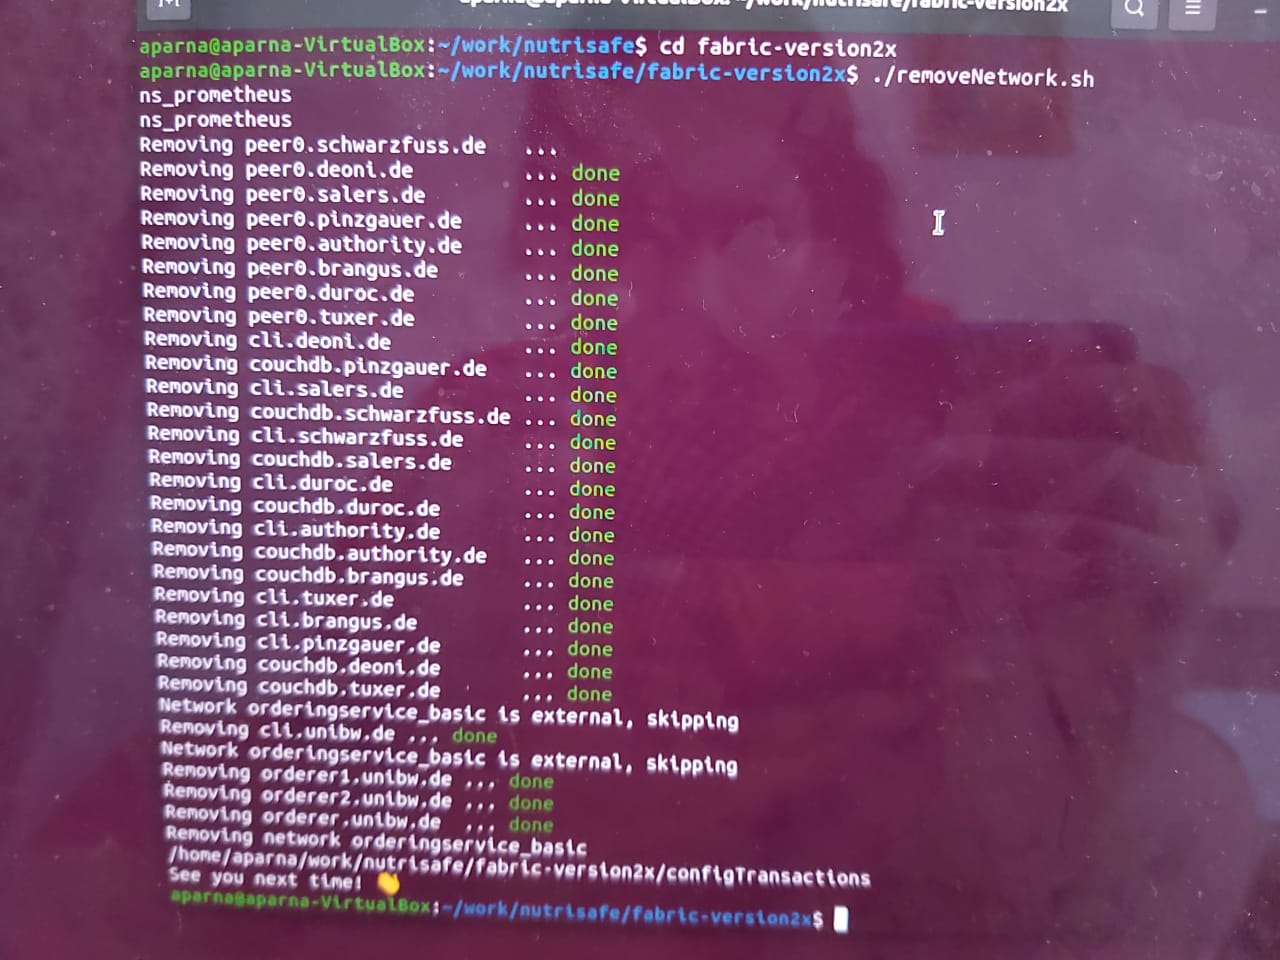 aparna@aparna-VirtualBox: ~/work/nutrisafe/fabric-version2x
aparna@aparna-VirtualBox:~/work/nutrisafe$ cd fabric-version2x
aparna@aparna-VirtualBox:~/work/nutrisafe/fabric-version2x$ ./removeNetwork.sh
ns_prometheus
ns_prometheus
Removing peer0.schwarzfuss.de ...
Removing peer0.deoni.de ... done
Removing peer0.salers.de ... done
Removing peer0.pinzgauer.de ... done
Removing peer0.authority.de ... done
Removing peer0.brangus.de ... done
Removing peer0.duroc.de ... done
Removing peer0.tuxer.de ... done
Removing cli.deoni.de ... done
Removing couchdb.pinzgauer.de ... done
Removing cli.salers.de ... done
Removing couchdb.schwarzfuss.de ... done
Removing cli.schwarzfuss.de ... done
Removing couchdb.salers.de ... done
Removing cli.duroc.de ... done
Removing couchdb.duroc.de ... done
Removing cli.authority.de ... done
Removing couchdb.authority.de ... done
Removing couchdb.brangus.de ... done
Removing cli.tuxer.de ... done
Removing cli.brangus.de ... done
Removing cli.pinzgauer.de ... done
Removing couchdb.deoni.de ... done
Removing couchdb.tuxer.de ... done
Network orderingservice_basic is external, skipping
Removing cli.unibw.de ... done
Network orderingservice_basic is external, skipping
Removing orderer1.unibw.de ... done
Removing orderer2.unibw.de ... done
Removing orderer.unibw.de ... done
Removing network orderingservice_basic
/home/aparna/work/nutrisafe/fabric-version2x/configTransactions
See you next time! 👋
aparna@aparna-VirtualBox:~/work/nutrisafe/fabric-version2x$